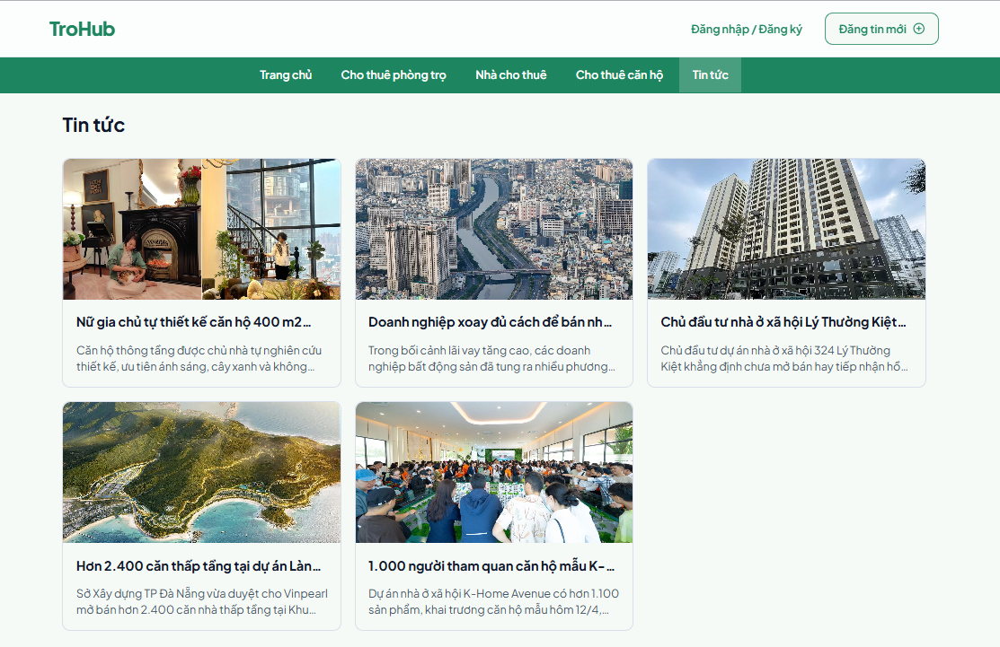 TroHub
Đăng nhập / Đăng ký
Đăng tin mới
Trang chủ
Cho thuê phòng trọ
Nhà cho thuê
Cho thuê căn hộ
Tin tức
Tin tức
Nữ gia chủ tự thiết kế căn hộ 400 m2...
Căn hộ thông tầng được chủ nhà tự nghiên cứu
thiết kế, ưu tiên ánh sáng, cây xanh và không...
Doanh nghiệp xoay đủ cách để bán nh...
Trong bối cảnh lãi vay tăng cao, các doanh
nghiệp bất động sản đã tung ra nhiều phương...
Chủ đầu tư nhà ở xã hội Lý Thường Kiệt...
Chủ đầu tư dự án nhà ở xã hội 324 Lý Thường
Kiệt khẳng định chưa mở bán hay tiếp nhận hồ...
Hơn 2.400 căn thấp tầng tại dự án Làn...
Sở Xây dựng TP Đà Nẵng vừa duyệt cho Vinpearl
mở bán hơn 2.400 căn nhà thấp tầng tại Khu...
1.000 người tham quan căn hộ mẫu K-...
Dự án nhà ở xã hội K-Home Avenue có hơn 1.100
sản phẩm, khai trương căn hộ mẫu hôm 12/4,...